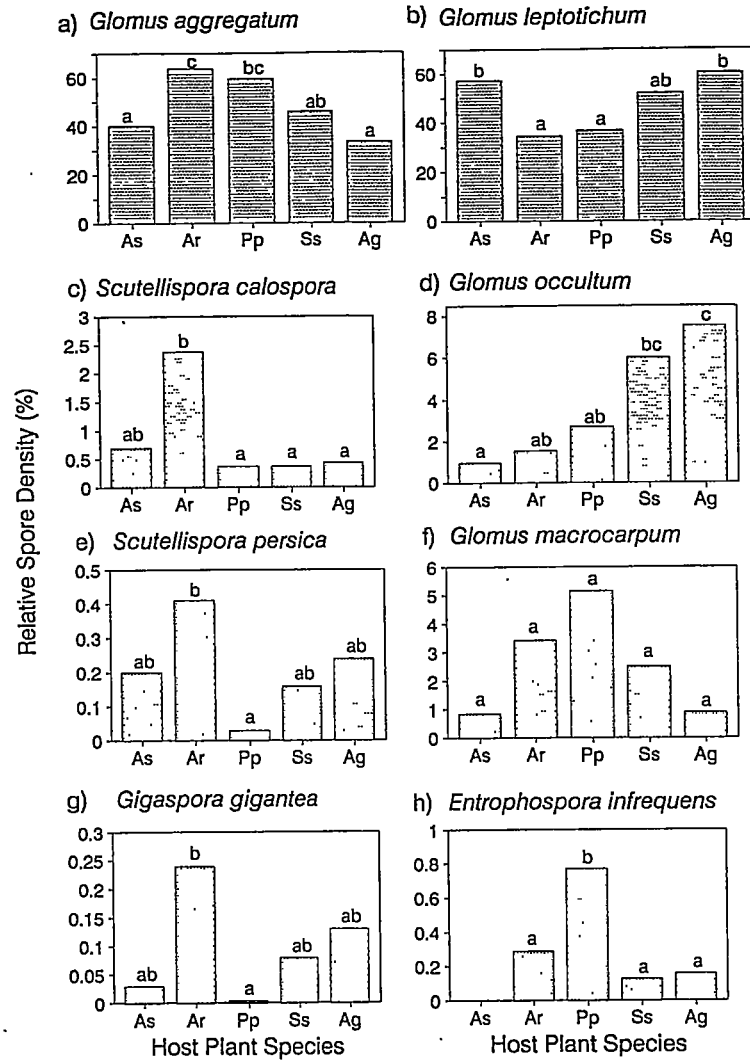 a) Glomus aggregatum
60
40
20
0
a
c
bc
ab
a
As Ar Pp Ss Ag
b) Glomus leptotichum
60
40
20
0
b
a
a
ab
b
As Ar Pp Ss Ag
c) Scutellispora calospora
3
2.5
2
1.5
1
0.5
0
ab
b
a
a
a
As Ar Pp Ss Ag
d) Glomus occultum
8
6
4
2
0
a
ab
ab
bc
c
As Ar Pp Ss Ag
Relative Spore Density (%)
e) Scutellispora persica
0.5
0.4
0.3
0.2
0.1
0
ab
b
a
ab
ab
As Ar Pp Ss Ag
f) Glomus macrocarpum
6
5
4
3
2
1
0
a
a
a
a
a
As Ar Pp Ss Ag
g) Gigaspora gigantea
0.3
0.25
0.2
0.15
0.1
0.05
0
ab
b
a
ab
ab
As Ar Pp Ss Ag
Host Plant Species
h) Entrophospora infrequens
1
0.8
0.6
0.4
0.2
0
a
b
a
a
As Ar Pp Ss Ag
Host Plant Species